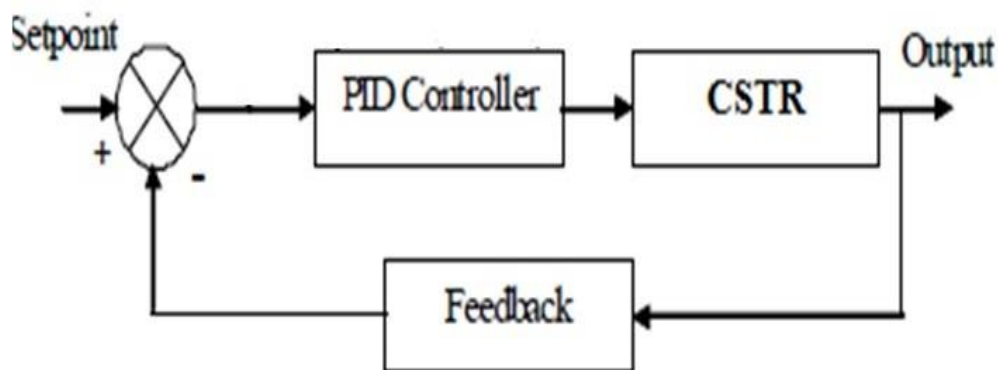 Setpoint
Output
PID Controller
CSTR
+
-
Feedback